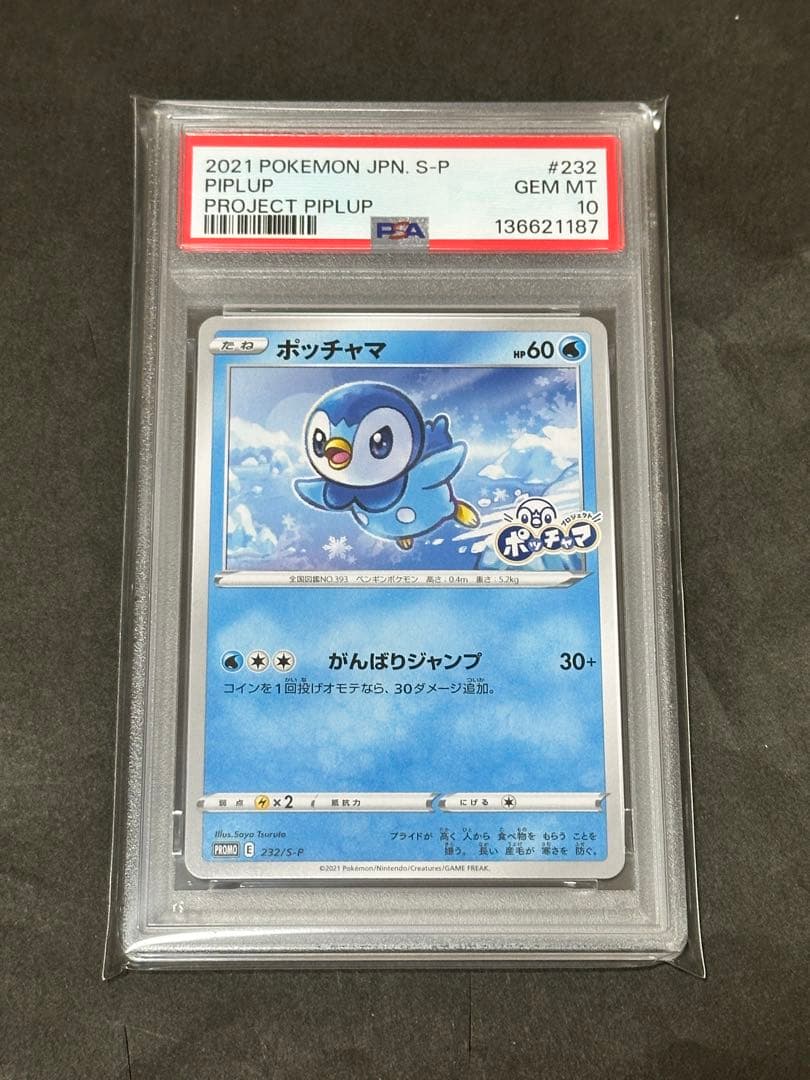 2021 POKEMON JPN. S-P #232
PIPLUP GEM MT
PROJECT PIPLUP 10
PSA 136621187
たね ポッチャマ HP60
プロジェクト
ポッチャマ
全国図鑑NO.393 ペンギンポケモン 高さ:0.4m 重さ:5.2kg
がんばりジャンプ 30+
コインを1回投げオモテなら、30ダメージ追加。
弱点 ×2 抵抗力 にげる
Illus.Saya Tsuruta
プライドが 高く 人から 食べ物を もらう ことを
嫌う。長い 産毛が 寒さを 防ぐ。
PROMO E 232/S-P
©2021 Pokémon/Nintendo/Creatures/GAME FREAK.